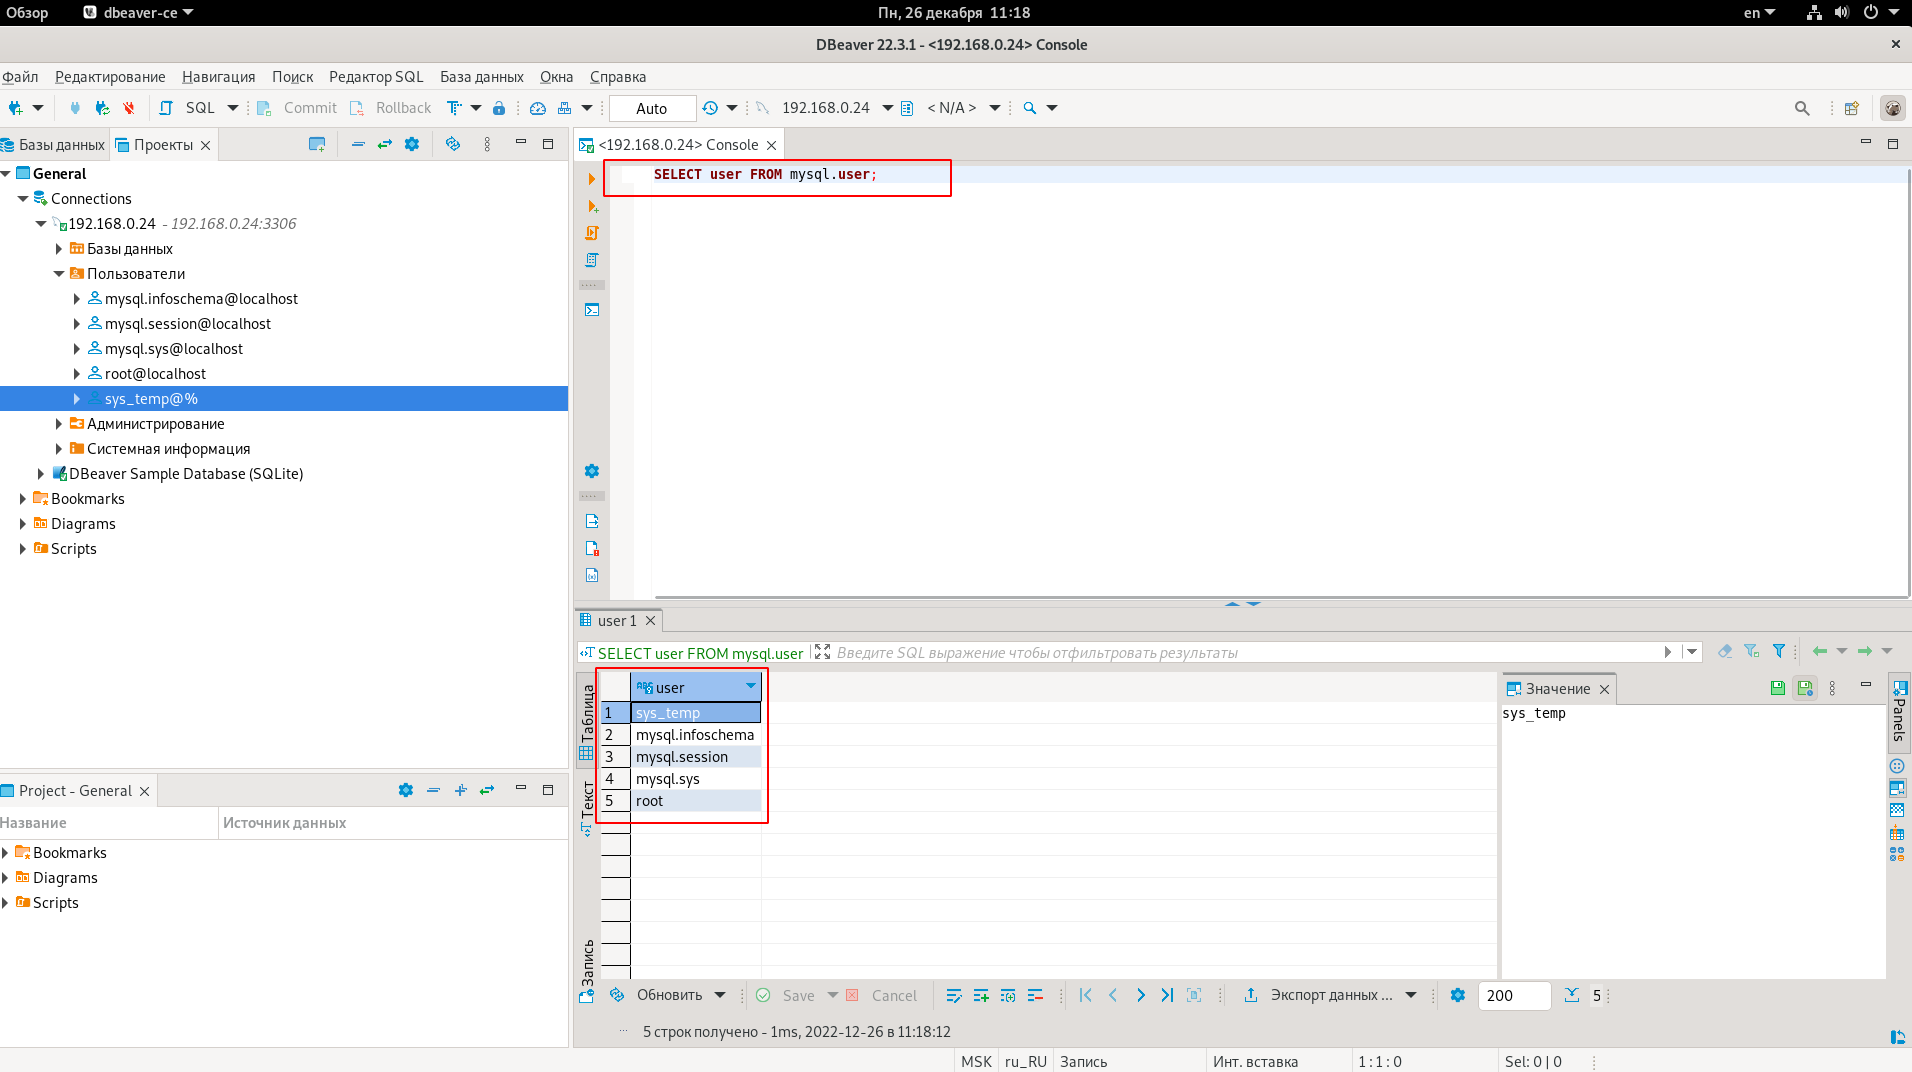 Обзор dbeaver-ce Пн, 26 декабря 11:18 en
DBeaver 22.3.1 - <192.168.0.24> Console
Файл Редактирование Навигация Поиск Редактор SQL База данных Окна Справка
SQL Commit Rollback Auto 192.168.0.24 < N/A >
Базы данных Проекты
General
Connections
192.168.0.24 - 192.168.0.24:3306
Базы данных
Пользователи
mysql.infoschema@localhost
mysql.session@localhost
mysql.sys@localhost
root@localhost
sys_temp@%
Администрирование
Системная информация
DBeaver Sample Database (SQLite)
Bookmarks
Diagrams
Scripts
Project - General
Название Источник данных
Bookmarks
Diagrams
Scripts
<192.168.0.24> Console
SELECT user FROM mysql.user;
user 1
SELECT user FROM mysql.user Введите SQL выражение чтобы отфильтровать результаты
Таблица
Текст
Запись
user
1 sys_temp
2 mysql.infoschema
3 mysql.session
4 mysql.sys
5 root
Значение
sys_temp
Panels
Обновить Save Cancel Экспорт данных ... 200 5
5 строк получено - 1ms, 2022-12-26 в 11:18:12
MSK ru_RU Запись Инт. вставка 1 : 1 : 0 Sel: 0 | 0